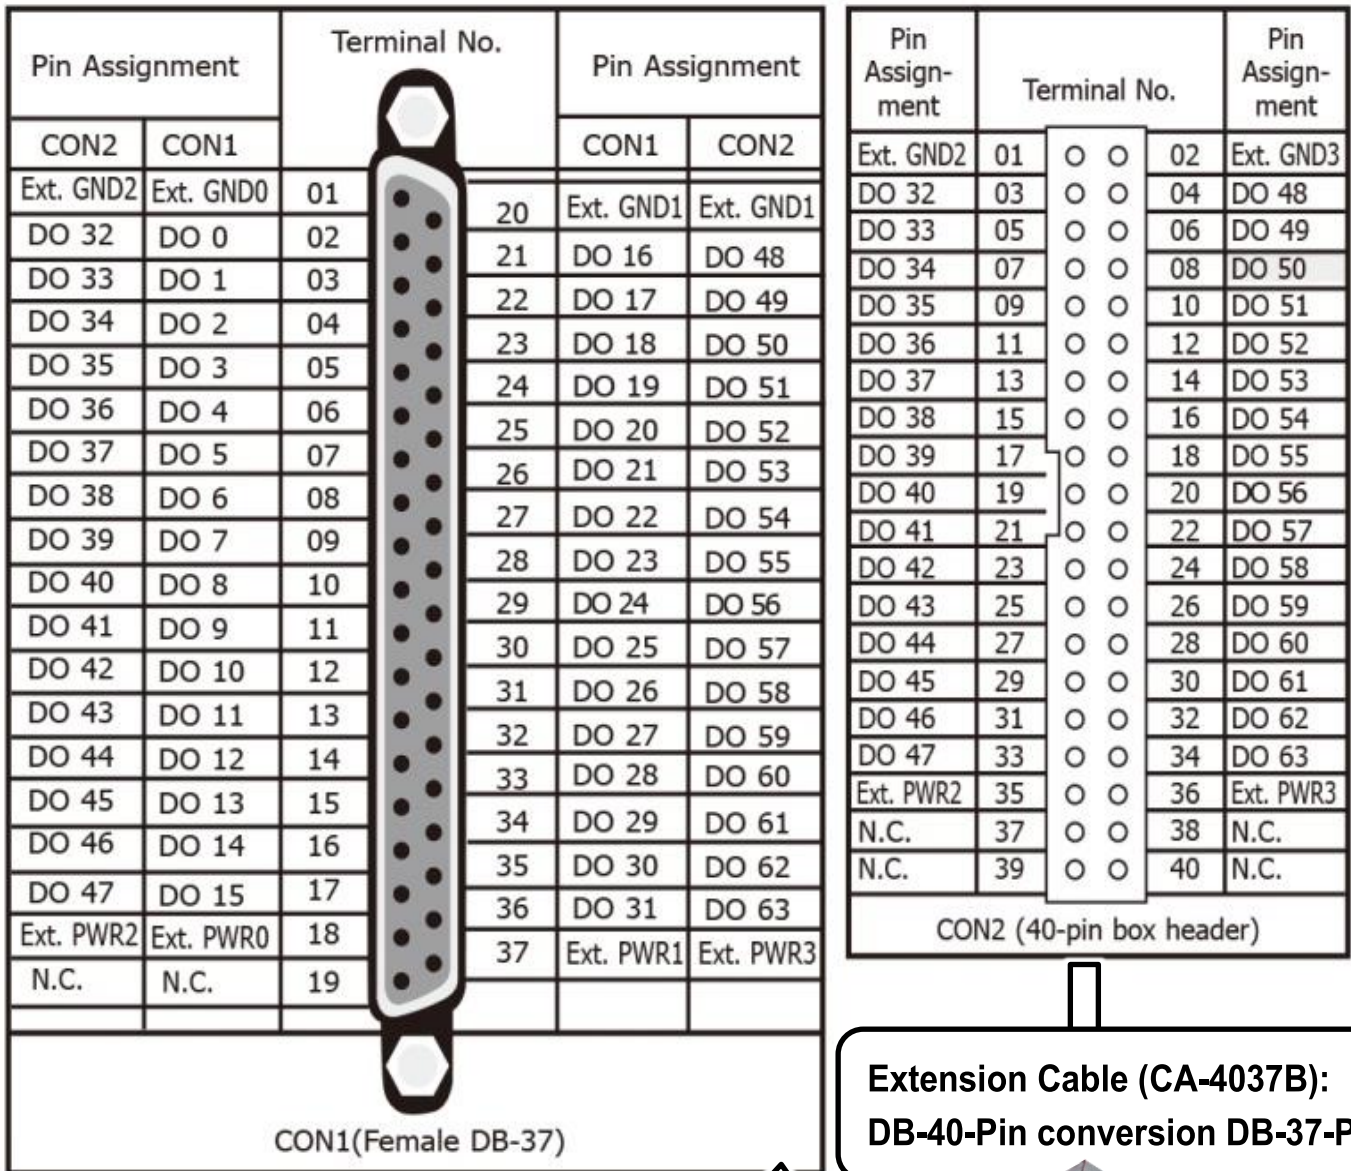 Pin Assignment Terminal No. Pin Assignment
CON2 CON1 CON1 CON2
Ext. GND2 Ext. GND0 01 20 Ext. GND1 Ext. GND1
DO 32 DO 0 02 21 DO 16 DO 48
DO 33 DO 1 03 22 DO 17 DO 49
DO 34 DO 2 04 23 DO 18 DO 50
DO 35 DO 3 05 24 DO 19 DO 51
DO 36 DO 4 06 25 DO 20 DO 52
DO 37 DO 5 07 26 DO 21 DO 53
DO 38 DO 6 08 27 DO 22 DO 54
DO 39 DO 7 09 28 DO 23 DO 55
DO 40 DO 8 10 29 DO 24 DO 56
DO 41 DO 9 11 30 DO 25 DO 57
DO 42 DO 10 12 31 DO 26 DO 58
DO 43 DO 11 13 32 DO 27 DO 59
DO 44 DO 12 14 33 DO 28 DO 60
DO 45 DO 13 15 34 DO 29 DO 61
DO 46 DO 14 16 35 DO 30 DO 62
DO 47 DO 15 17 36 DO 31 DO 63
Ext. PWR2 Ext. PWR0 18 37 Ext. PWR1 Ext. PWR3
N.C. N.C. 19
CON1(Female DB-37)
Pin Pin
Assign- Terminal No. Assign-
ment ment
Ext. GND2 01 02 Ext. GND3
DO 32 03 04 DO 48
DO 33 05 06 DO 49
DO 34 07 08 DO 50
DO 35 09 10 DO 51
DO 36 11 12 DO 52
DO 37 13 14 DO 53
DO 38 15 16 DO 54
DO 39 17 18 DO 55
DO 40 19 20 DO 56
DO 41 21 22 DO 57
DO 42 23 24 DO 58
DO 43 25 26 DO 59
DO 44 27 28 DO 60
DO 45 29 30 DO 61
DO 46 31 32 DO 62
DO 47 33 34 DO 63
Ext. PWR2 35 36 Ext. PWR3
N.C. 37 38 N.C.
N.C. 39 40 N.C.
CON2 (40-pin box header)
Extension Cable (CA-4037B):
DB-40-Pin conversion DB-37-P